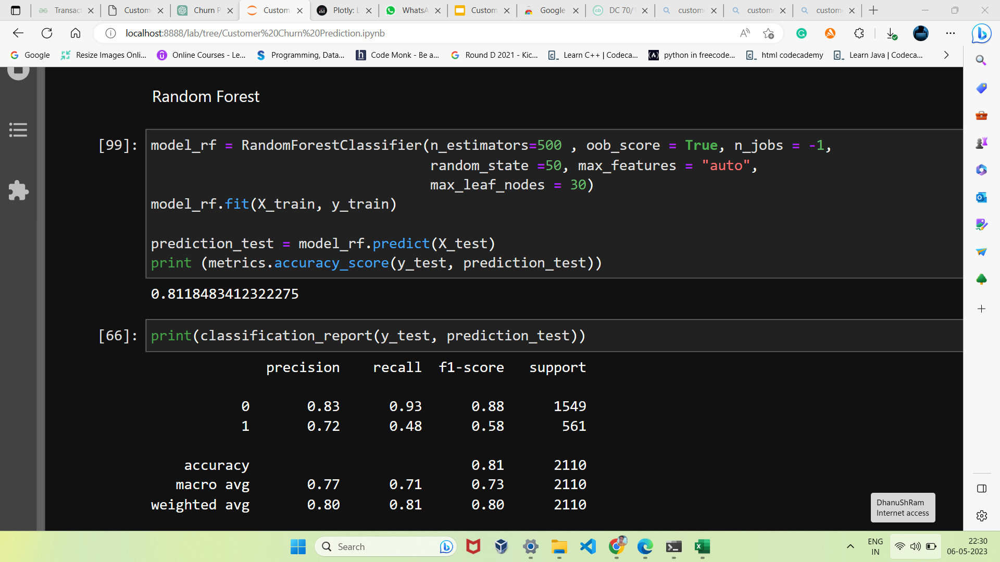 Transact
Custom
Churn P
Custom
Plotly: L
WhatsA
Custom
Google
DC 70/1
custome
custome
custome
localhost:8888/lab/tree/Customer%20Churn%20Prediction.ipynb
Google
Resize Images Onli...
Online Courses - Le...
Programming, Data...
Code Monk - Be a...
Round D 2021 - Kic...
Learn C++ | Codeca...
python in freecode...
html codecademy
Learn Java | Codeca...
Random Forest
[99]: model_rf = RandomForestClassifier(n_estimators=500 , oob_score = True, n_jobs = -1,
random_state =50, max_features = "auto",
max_leaf_nodes = 30)
model_rf.fit(X_train, y_train)
prediction_test = model_rf.predict(X_test)
print (metrics.accuracy_score(y_test, prediction_test))
0.8118483412322275
[66]: print(classification_report(y_test, prediction_test))
precision recall f1-score support
0 0.83 0.93 0.88 1549
1 0.72 0.48 0.58 561
accuracy 0.81 2110
macro avg 0.77 0.71 0.73 2110
weighted avg 0.80 0.81 0.80 2110
DhanuShRam
Internet access
Search
ENG
IN
22:30
06-05-2023